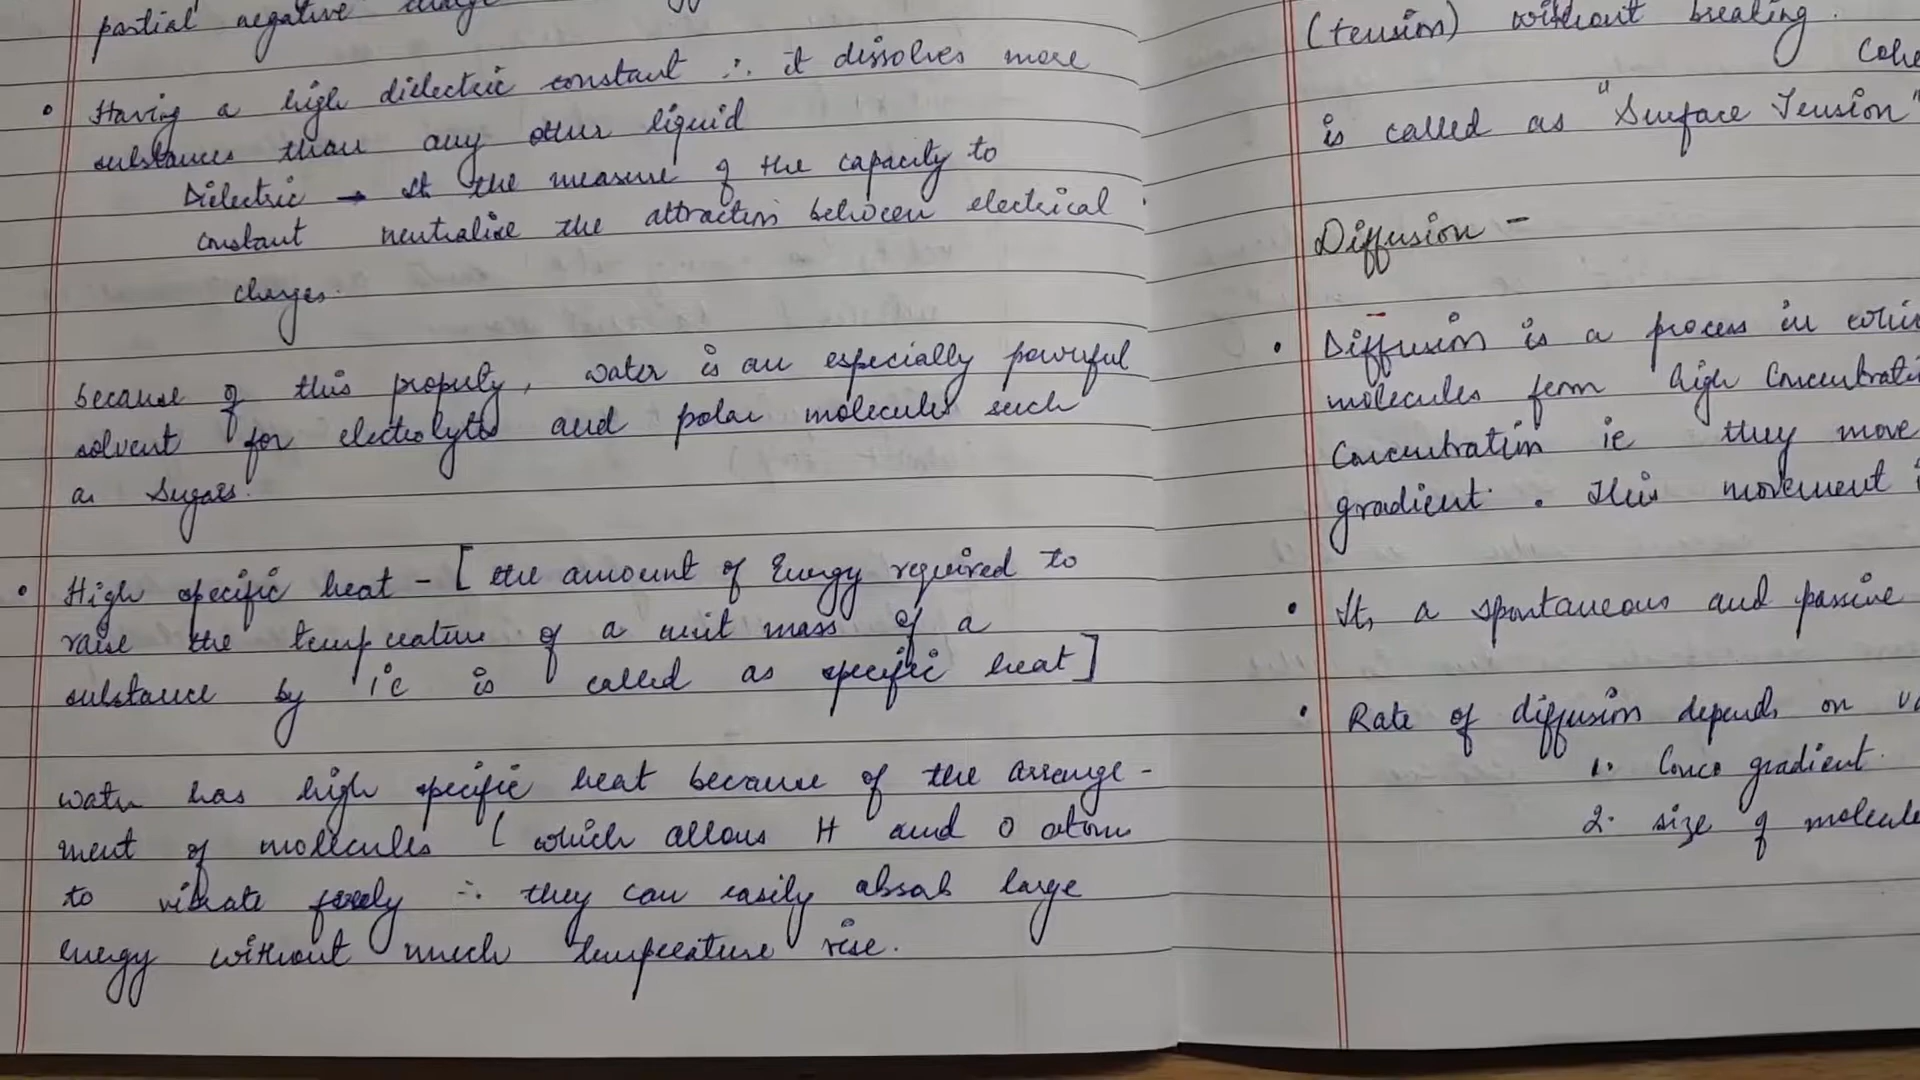 partial negative
• Having a high dielectric constant ∴ it dissolves more
substances than any other liquid
Dielectric → It the measure of the capacity to
constant neutralise the attraction between electrical
charges.
because of this property, water is an especially powerful
solvent for electrolytes and polar molecules such
as Sugars.
• High specific heat - [ the amount of Energy required to
raise the temperature of a unit mass of a
substance by 1°C is called as specific heat ]
water has high specific heat because of the arrange-
ment of molecules ( which allows H and O atoms
to vibrate freely ∴ they can easily absorb large
energy without much temperature rise.
(tension) without breaking. Cohe
is called as "Surface Tension"
Diffusion -
• Diffusion is a process in whic
molecules form high Concentrati
Concentration ie they move
gradient. This movement i
• Its a spontaneous and passive
• Rate of diffusion depends on va
1. Conc gradient.
2. size of molecule